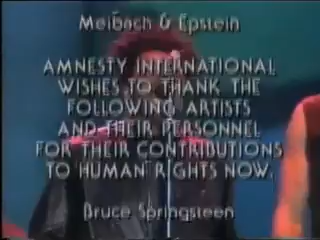 Meibach & Epstein
AMNESTY INTERNATIONAL
WISHES TO THANK THE
FOLLOWING ARTISTS
AND THEIR PERSONNEL
FOR THEIR CONTRIBUTIONS
TO HUMAN RIGHTS NOW.
Bruce Springsteen